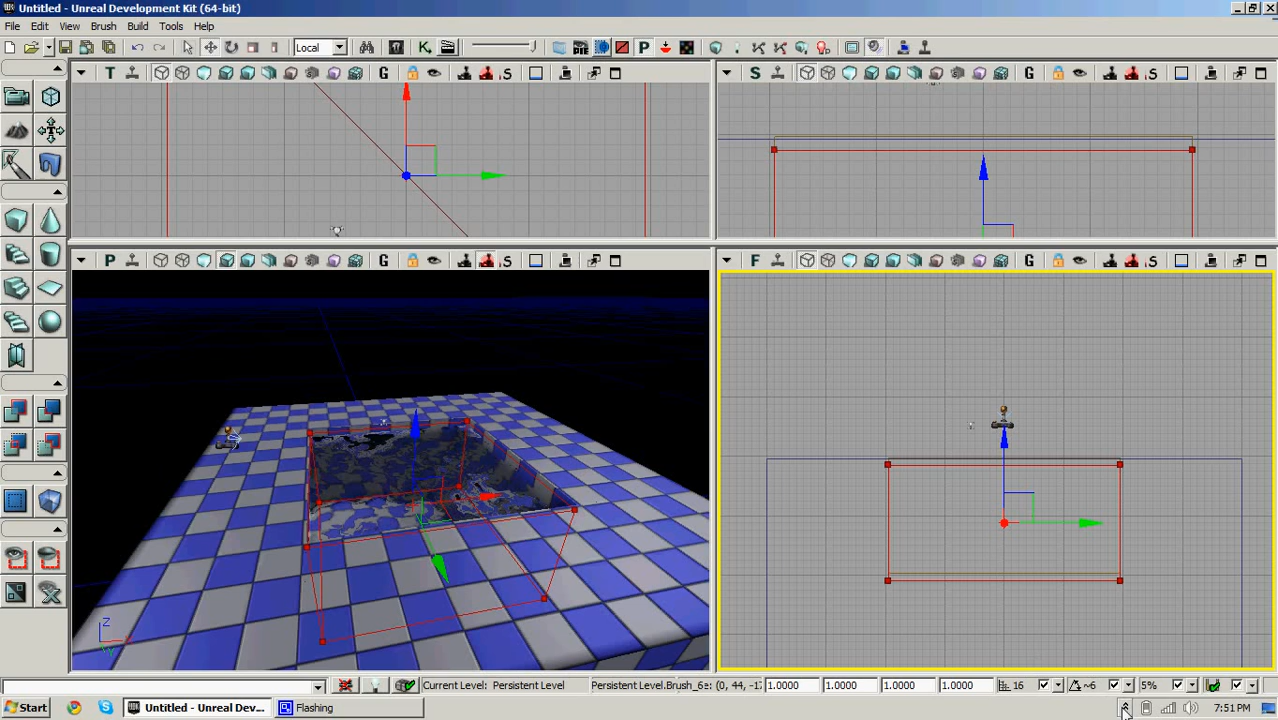 Untitled - Unreal Development Kit (64-bit)
File Edit View Brush Build Tools Help
Local
K
P
T
G
S
S
G
S
P
G
S
F
G
S
Z
X
Y
Current Level: Persistent Level
Persistent Level.Brush_6
1.0000
1.0000
1.0000
1.0000
16
~6
5%
Start
Untitled - Unreal Dev...
Flashing
7:51 PM